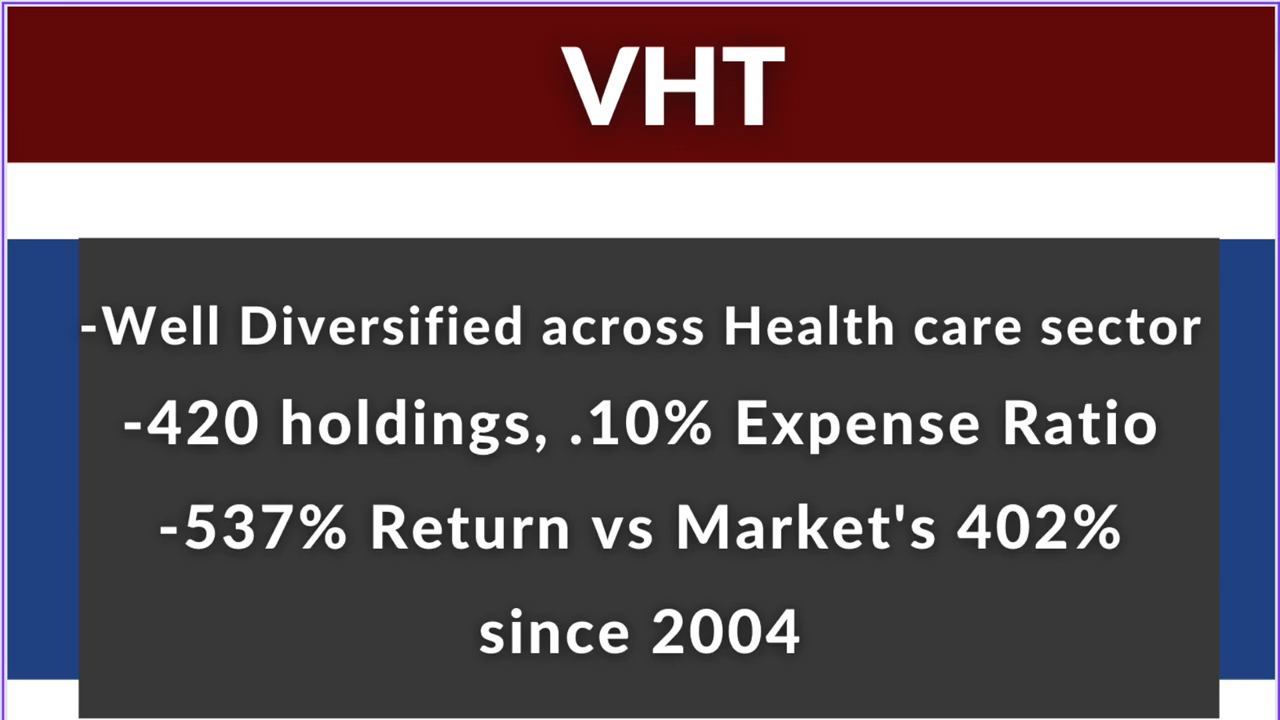 VHT
-Well Diversified across Health care sector
-420 holdings, .10% Expense Ratio
-537% Return vs Market's 402%
since 2004